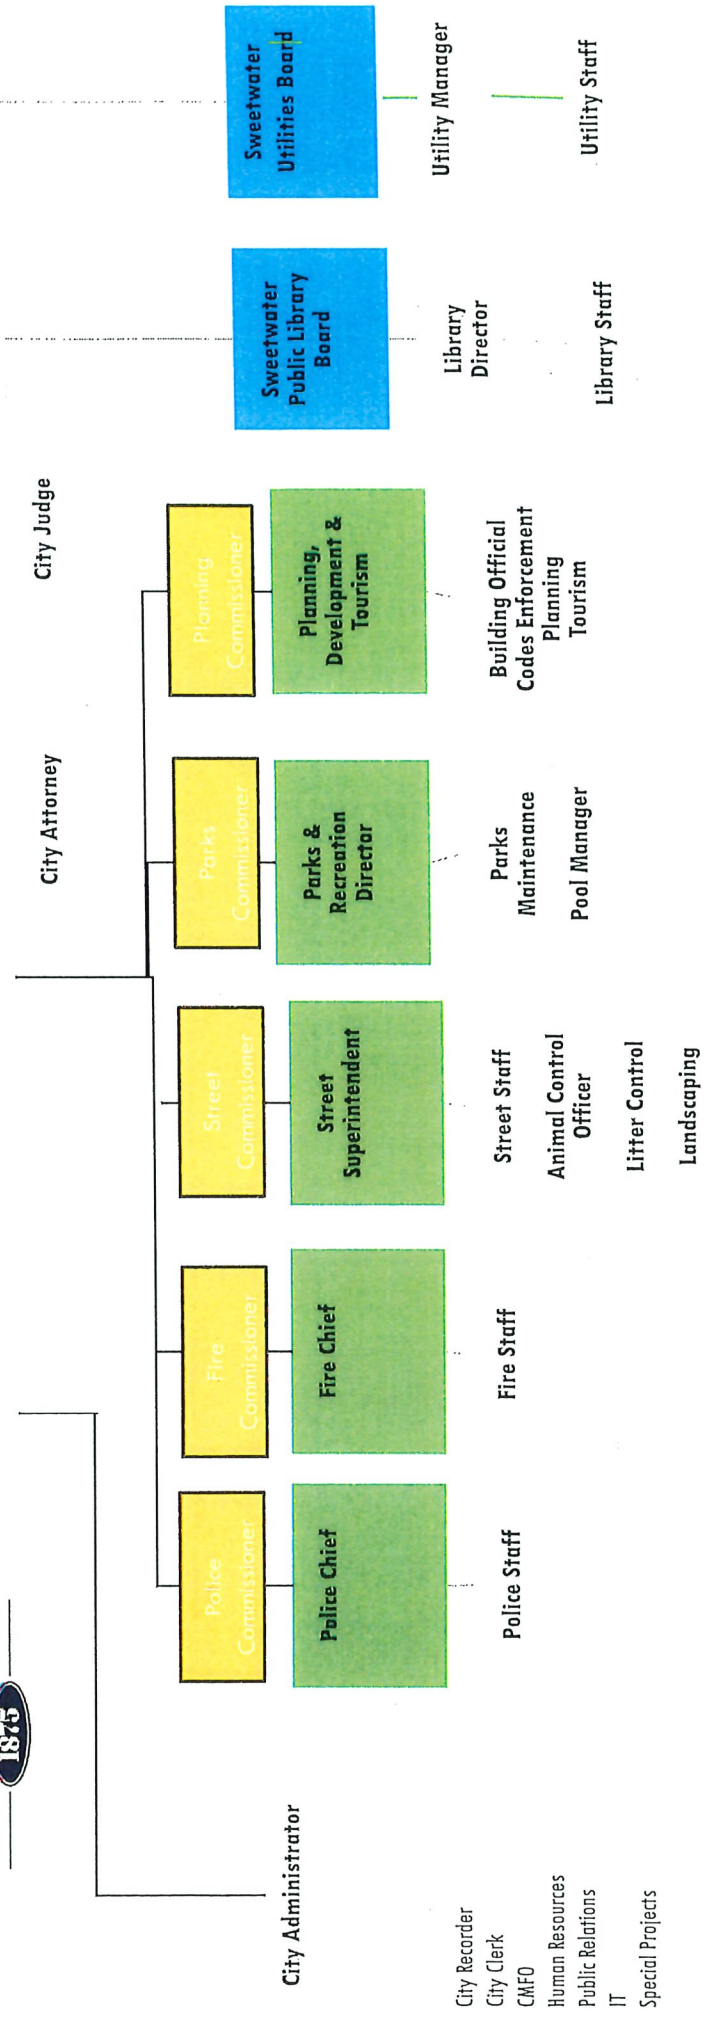 1875
City Attorney
City Judge
City Administrator
City Recorder
City Clerk
CMFO
Human Resources
Public Relations
IT
Special Projects
Police
Commissioner
Police Chief
Police Staff
Fire
Commissioner
Fire Chief
Fire Staff
Street
Commissioner
Street
Superintendent
Street Staff
Animal Control
Officer
Litter Control
Landscaping
Parks
Commissioner
Parks &
Recreation
Director
Parks
Maintenance
Pool Manager
Planning
Commissioner
Planning,
Development &
Tourism
Building Official
Codes Enforcement
Planning
Tourism
Sweetwater
Public Library
Board
Library
Director
Library Staff
Sweetwater
Utilities Board
Utility Manager
Utility Staff